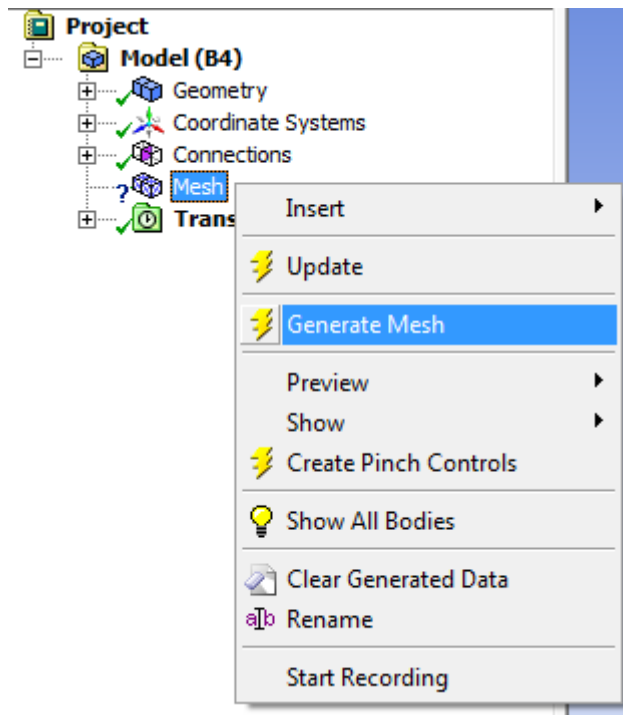 Project
Model (B4)
Geometry
Coordinate Systems
Connections
Mesh
Trans
Insert
Update
Generate Mesh
Preview
Show
Create Pinch Controls
Show All Bodies
Clear Generated Data
Rename
Start Recording